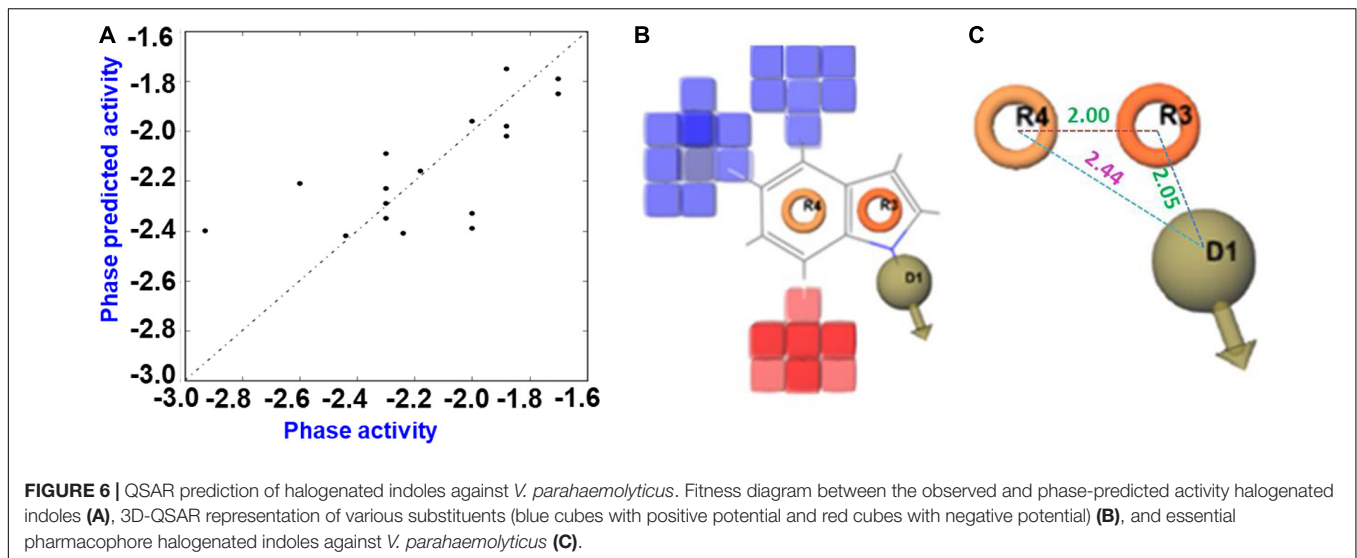 A
-1.6
-1.8
-2.0
-2.2
-2.4
-2.6
-2.8
-3.0
Phase predicted activity
-3.0 -2.8 -2.6 -2.4 -2.2 -2.0 -1.8 -1.6
Phase activity
B
R4
R3
D1
C
R4
2.00
R3
2.44
2.05
D1
FIGURE 6 | QSAR prediction of halogenated indoles against V. parahaemolyticus. Fitness diagram between the observed and phase-predicted activity halogenated
indoles (A), 3D-QSAR representation of various substituents (blue cubes with positive potential and red cubes with negative potential) (B), and essential
pharmacophore halogenated indoles against V. parahaemolyticus (C).